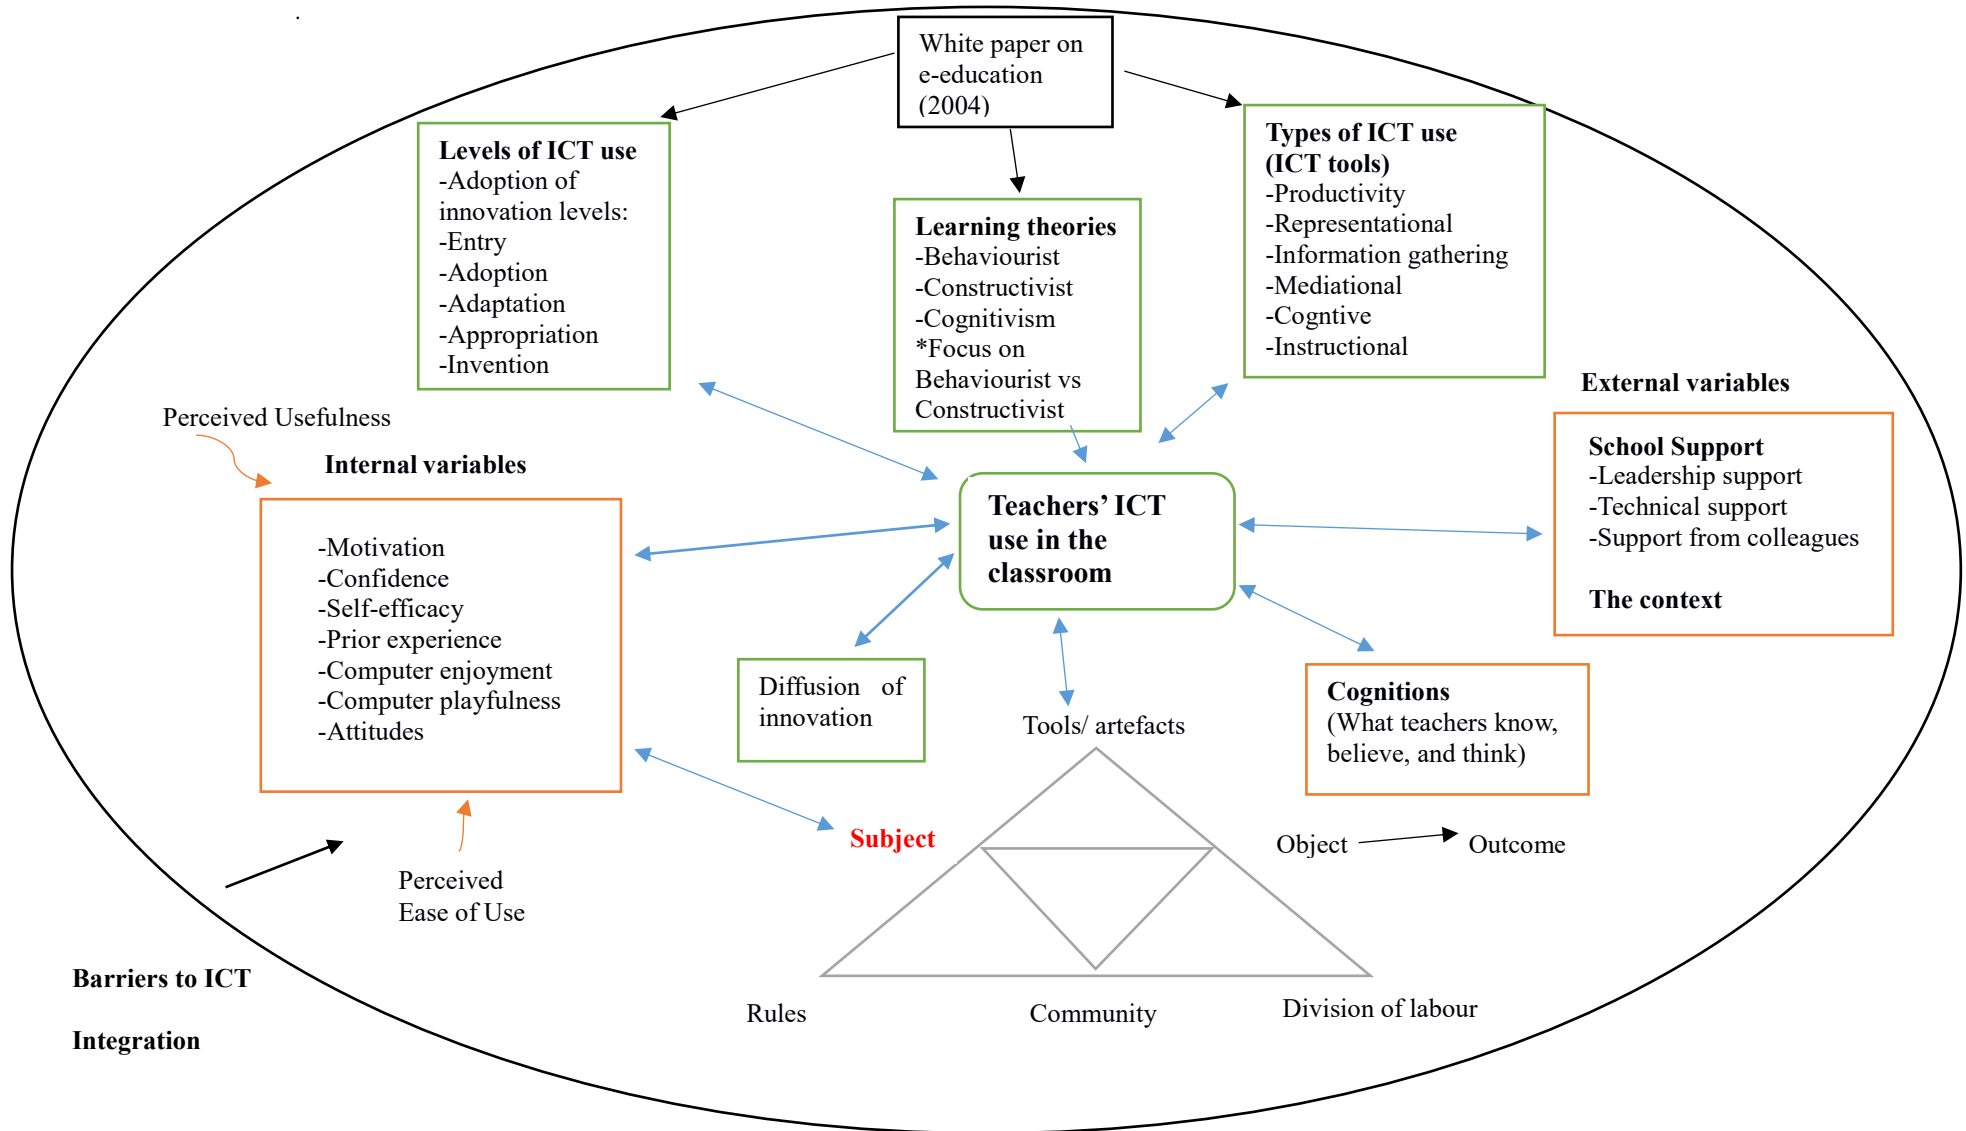 .
White paper on
e-education
(2004)
Levels of ICT use
-Adoption of
innovation levels:
-Entry
-Adoption
-Adaptation
-Appropriation
-Invention
Learning theories
-Behaviourist
-Constructivist
-Cognitivism
*Focus on
Behaviourist vs
Constructivist
Types of ICT use
(ICT tools)
-Productivity
-Representational
-Information gathering
-Mediational
-Cogntive
-Instructional
Perceived Usefulness
Internal variables
-Motivation
-Confidence
-Self-efficacy
-Prior experience
-Computer enjoyment
-Computer playfulness
-Attitudes
Teachers’ ICT
use in the
classroom
External variables
School Support
-Leadership support
-Technical support
-Support from colleagues
The context
Diffusion of
innovation
Tools/ artefacts
Cognitions
(What teachers know,
believe, and think)
Subject
Object
Outcome
Perceived
Ease of Use
Barriers to ICT
Integration
Rules
Community
Division of labour